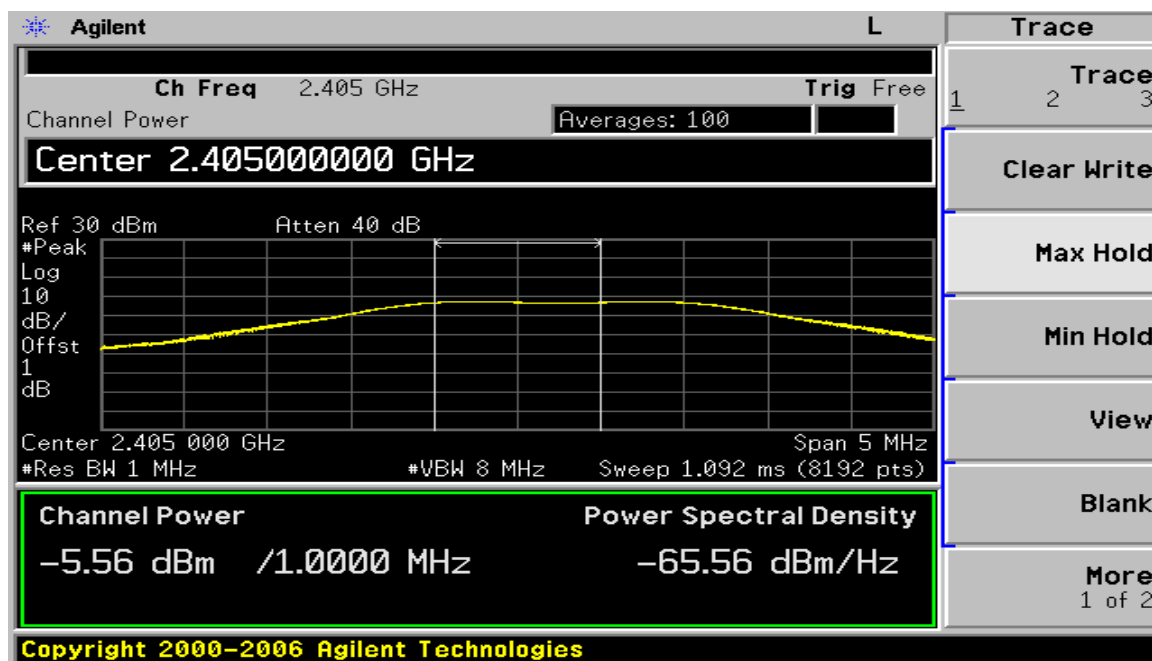 Agilent L Trace
Ch Freq 2.405 GHz Trig Free
Channel Power Averages: 100
Center 2.405000000 GHz
Ref 30 dBm Atten 40 dB
#Peak
Log
10
dB/
Offst
1
dB
Center 2.405 000 GHz Span 5 MHz
#Res BW 1 MHz #VBW 8 MHz Sweep 1.092 ms (8192 pts)
Channel Power Power Spectral Density
-5.56 dBm /1.0000 MHz -65.56 dBm/Hz
Copyright 2000-2006 Agilent Technologies
Trace
1 2 3
Clear Write
Max Hold
Min Hold
View
Blank
More
1 of 2